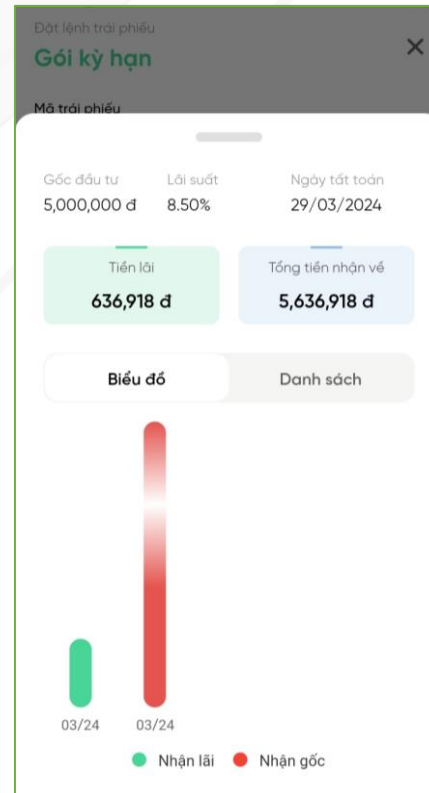 Đặt lệnh trái phiếu
Gói kỳ hạn
Mã trái phiếu
Gốc đầu tư Lãi suất Ngày tất toán
5,000,000 đ 8.50% 29/03/2024
Tiền lãi Tổng tiền nhận về
636,918 đ 5,636,918 đ
Biểu đồ Danh sách
03/24 03/24
Nhận lãi Nhận gốc